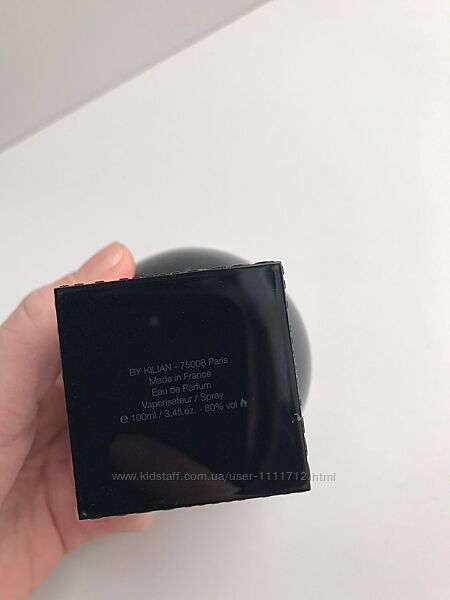 BY KILIAN - 75008 Paris
Made in France
Eau de Parfum
Vaporisateur / Spray
℮ 100ml / 3.4fl.oz. - 80% vol
www.kidstaff.com.ua/user-1111712.html